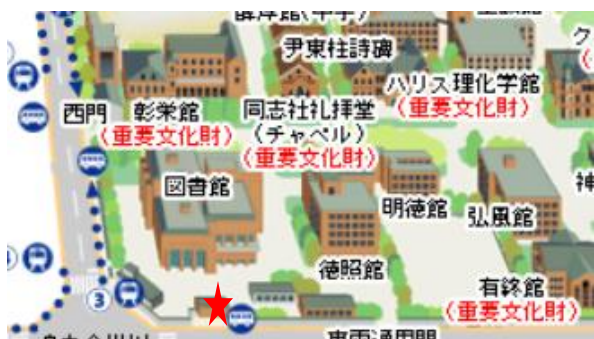 尹東柱詩碑
ハリス理化学館
(重要文化財)
西門
彰栄館
(重要文化財)
同志社礼拝堂
(チャペル)
(重要文化財)
図書館
明徳館
弘風館
神
徳照館
有終館
(重要文化財)
3